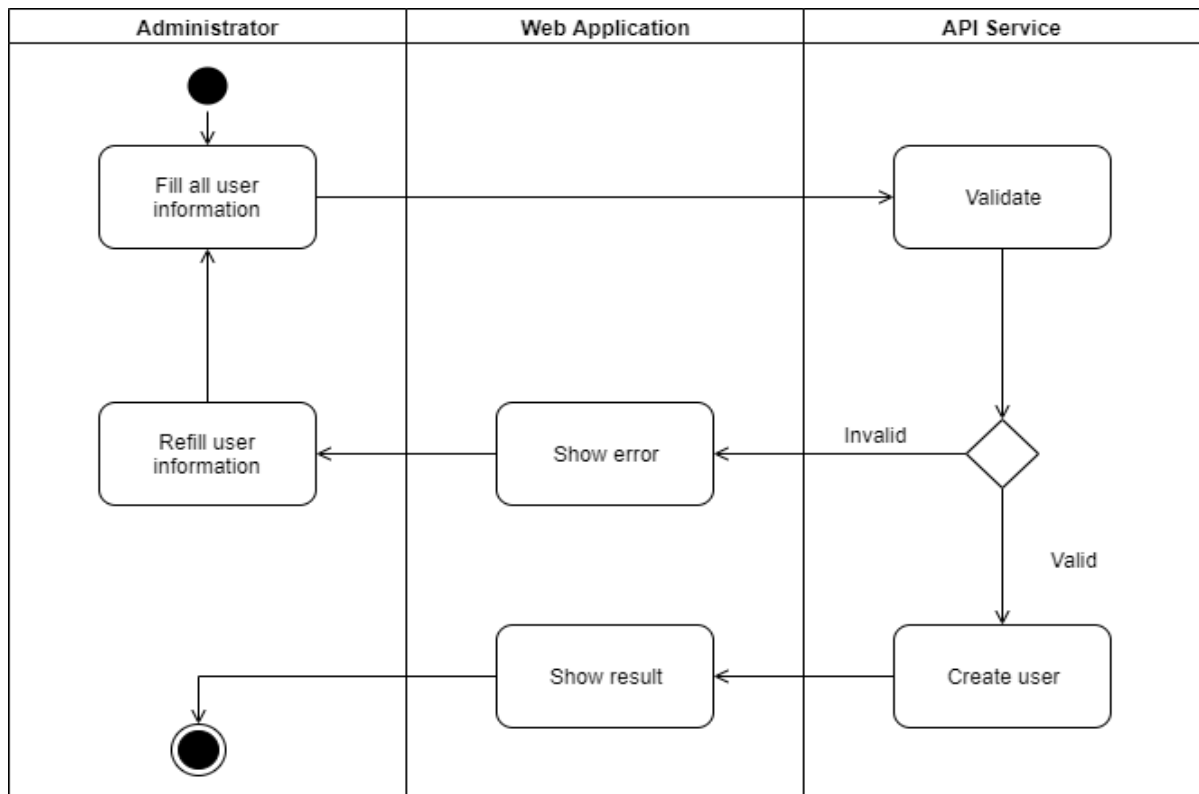 Administrator
Web Application
API Service
Fill all user
information
Validate
Refill user
information
Show error
Invalid
Valid
Show result
Create user